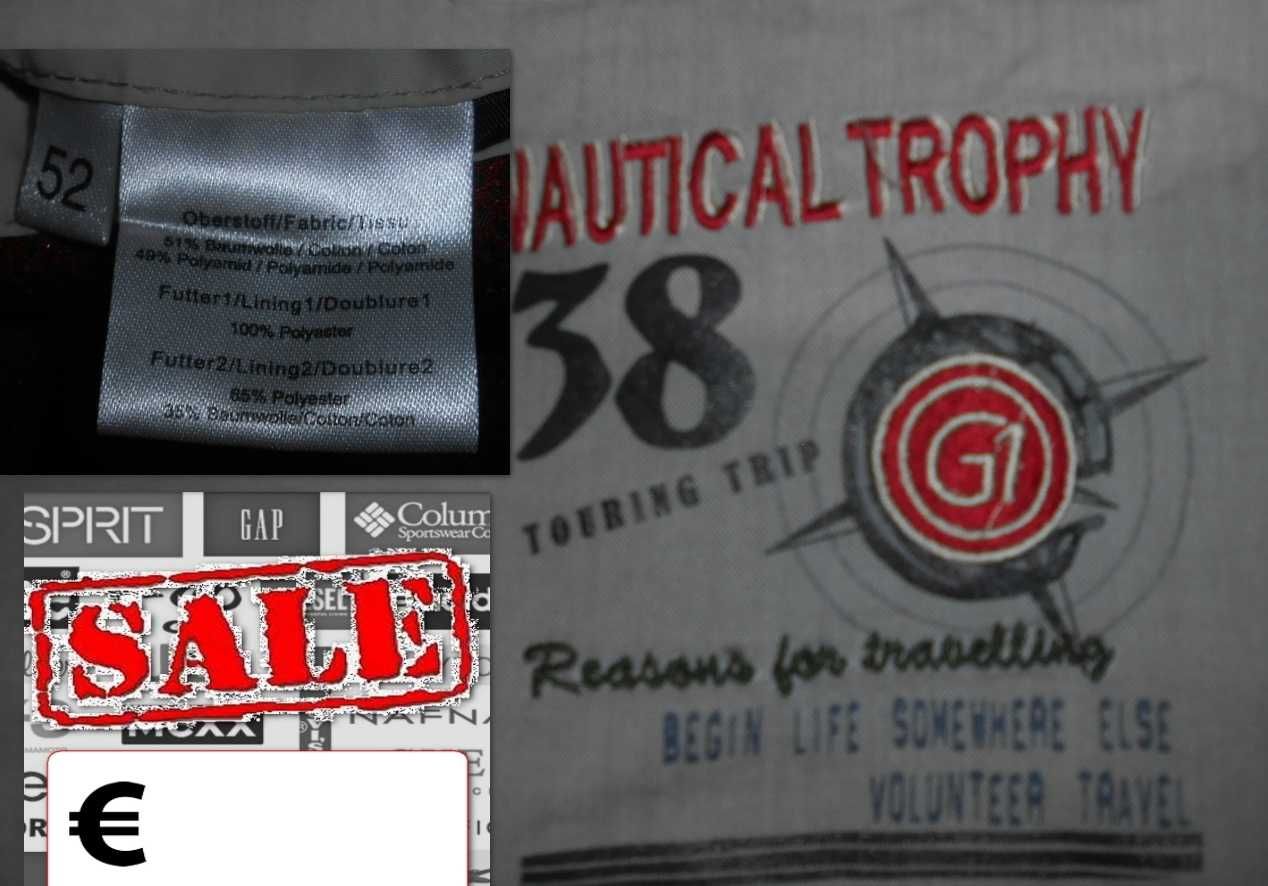 52
Oberstoff/Fabric/Tissu
51% Baumwolle / Cotton / Coton
49% Polyamid / Polyamide / Polyamide
Futter1/Lining1/Doublure1
100% Polyester
Futter2/Lining2/Doublure2
65% Polyester
35% Baumwolle/Cotton/Coton
NAUTICAL TROPHY
38
TOURING TRIP
G1
Reasons for travelling
BEGIN LIFE SOMEWHERE ELSE
VOLUNTEER TRAVEL
SPRIT
GAP
Colum
Sportswear Co
SALE
MEXX
NAFNA
€